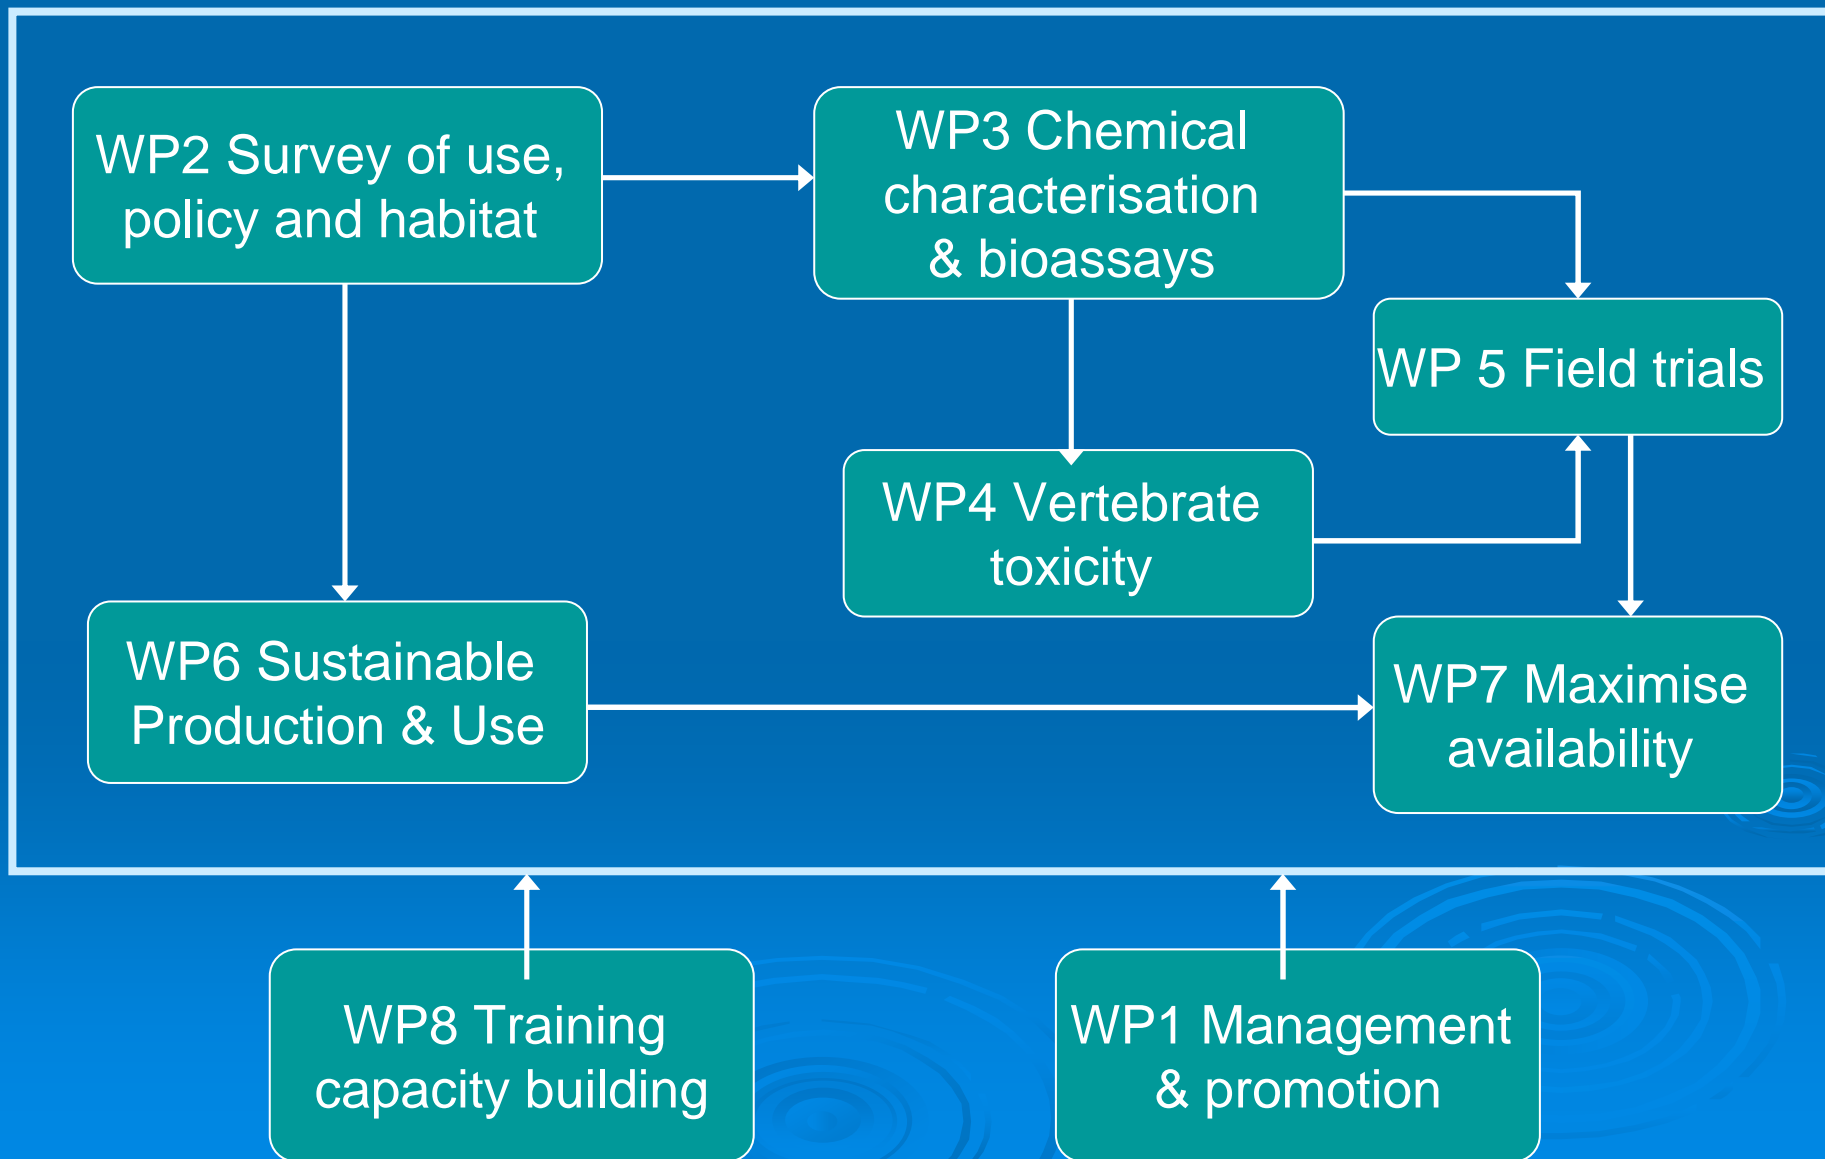 WP2 Survey of use,
policy and habitat
WP3 Chemical
characterisation
& bioassays
WP 5 Field trials
WP4 Vertebrate
toxicity
WP6 Sustainable
Production & Use
WP7 Maximise
availability
WP8 Training
capacity building
WP1 Management
& promotion